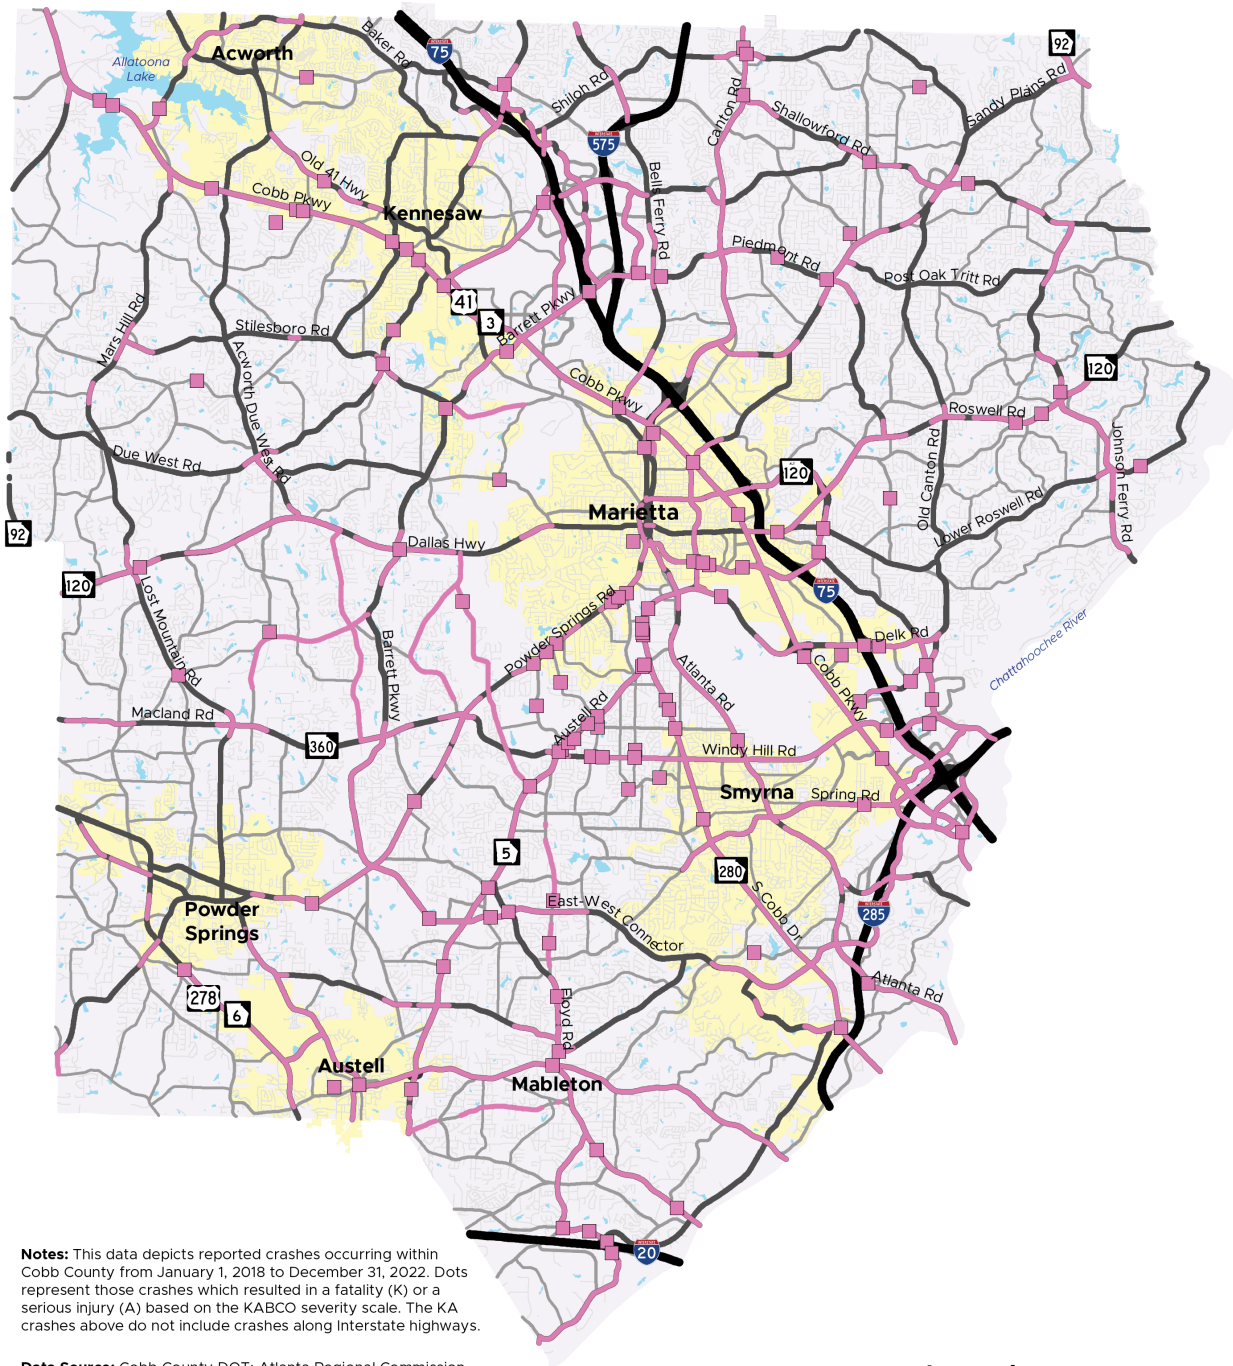 92
Acworth
Baker Rd
75
Allatoona
Lake
Shiloh Rd
Canton Rd
Sandy Plains Rd
Shallowford Rd
575
Old 41 Hwy
Cobb Pkwy
Kennesaw
Bells Ferry Rd
Piedmont Rd
Post Oak Tritt Rd
41
3
Barrett Pkwy
Mars Hill Rd
Stilesboro Rd
Acworth Due West Rd
120
Cobb Pkwy
Roswell Rd
Johnson Ferry Rd
Due West Rd
Old Canton Rd
120
Lower Roswell Rd
Marietta
92
Dallas Hwy
120
75
Lost Mountain Rd
Powder Springs Rd
Delk Rd
Chattahoochee River
Barrett Pkwy
Atlanta Rd
Cobb Pkwy
Macland Rd
360
Austell Rd
Windy Hill Rd
Smyrna
Spring Rd
5
280
S Cobb Dr
Powder
Springs
East-West Connector
285
278
6
Floyd Rd
Atlanta Rd
Austell
Mableton
20
Notes: This data depicts reported crashes occurring within
Cobb County from January 1, 2018 to December 31, 2022. Dots
represent those crashes which resulted in a fatality (K) or a
serious injury (A) based on the KABCO severity scale. The KA
crashes above do not include crashes along Interstate highways.
Data Source: Cobb County DOT; Atlanta Regional Commission